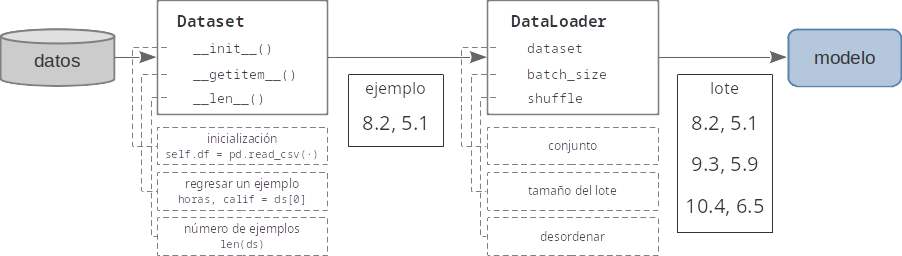 datos
Dataset
__init__()
__getitem__()
__len__()
inicialización
self.df = pd.read_csv(·)
regresar un ejemplo
horas, calif = ds[0]
número de ejemplos
len(ds)
ejemplo
8.2, 5.1
DataLoader
dataset
batch_size
shuffle
conjunto
tamaño del lote
desordenar
lote
8.2, 5.1
9.3, 5.9
10.4, 6.5
modelo